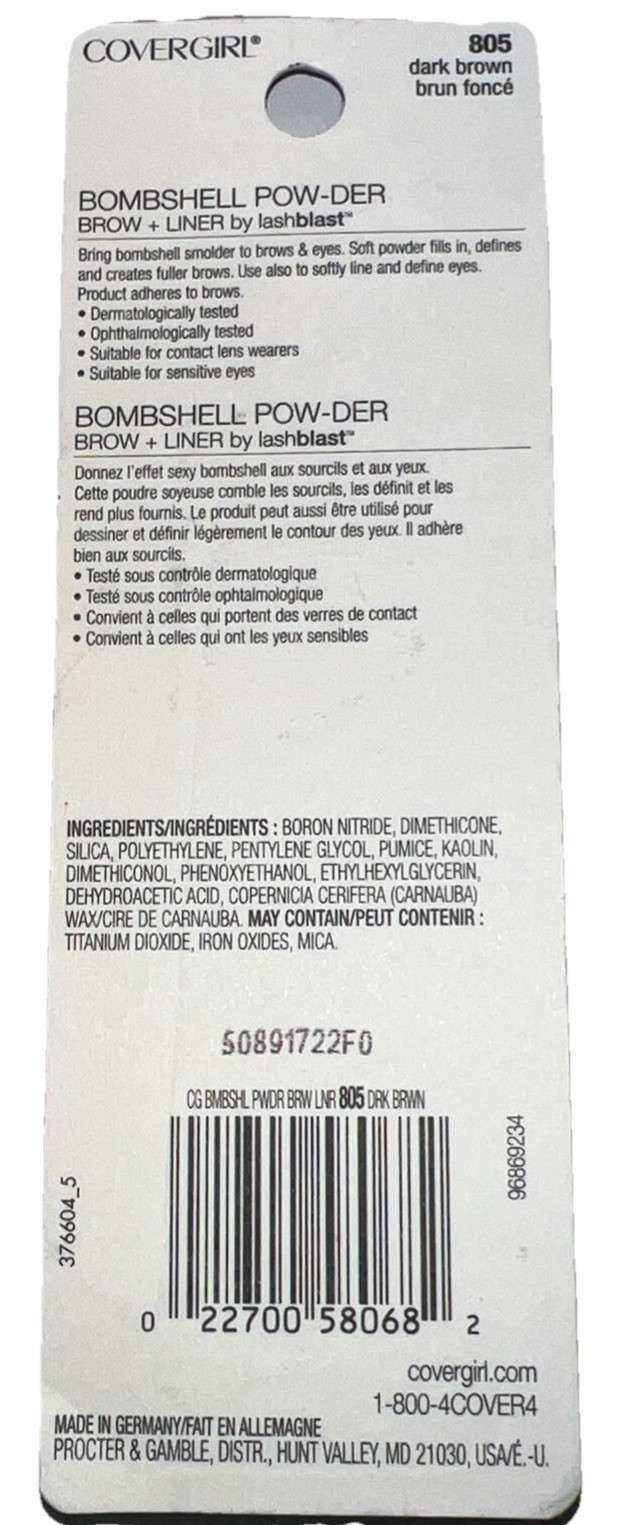 COVERGIRL®
805
dark brown
brun foncé
BOMBSHELL POW-DER
BROW + LINER by lashblast™
Bring bombshell smolder to brows & eyes. Soft powder fills in, defines
and creates fuller brows. Use also to softly line and define eyes.
Product adheres to brows.
• Dermatologically tested
• Ophthalmologically tested
• Suitable for contact lens wearers
• Suitable for sensitive eyes
BOMBSHELL POW-DER
BROW + LINER by lashblast™
Donnez l'effet sexy bombshell aux sourcils et aux yeux.
Cette poudre soyeuse comble les sourcils, les définit et les
rend plus fournis. Le produit peut aussi être utilisé pour
dessiner et définir légèrement le contour des yeux. Il adhère
bien aux sourcils.
• Testé sous contrôle dermatologique
• Testé sous contrôle ophtalmologique
• Convient à celles qui portent des verres de contact
• Convient à celles qui ont les yeux sensibles
INGREDIENTS/INGRÉDIENTS : BORON NITRIDE, DIMETHICONE,
SILICA, POLYETHYLENE, PENTYLENE GLYCOL, PUMICE, KAOLIN,
DIMETHICONOL, PHENOXYETHANOL, ETHYLHEXYLGLYCERIN,
DEHYDROACETIC ACID, COPERNICIA CERIFERA (CARNAUBA)
WAX/CIRE DE CARNAUBA. MAY CONTAIN/PEUT CONTENIR :
TITANIUM DIOXIDE, IRON OXIDES, MICA.
50891722F0
CG BMBSHL PWDR BRW LNR 805 DRK BRWN
376604_5
96869234
0 22700 58068 2
covergirl.com
1-800-4COVER4
MADE IN GERMANY/FAIT EN ALLEMAGNE
PROCTER & GAMBLE, DISTR., HUNT VALLEY, MD 21030, USA/É.-U.